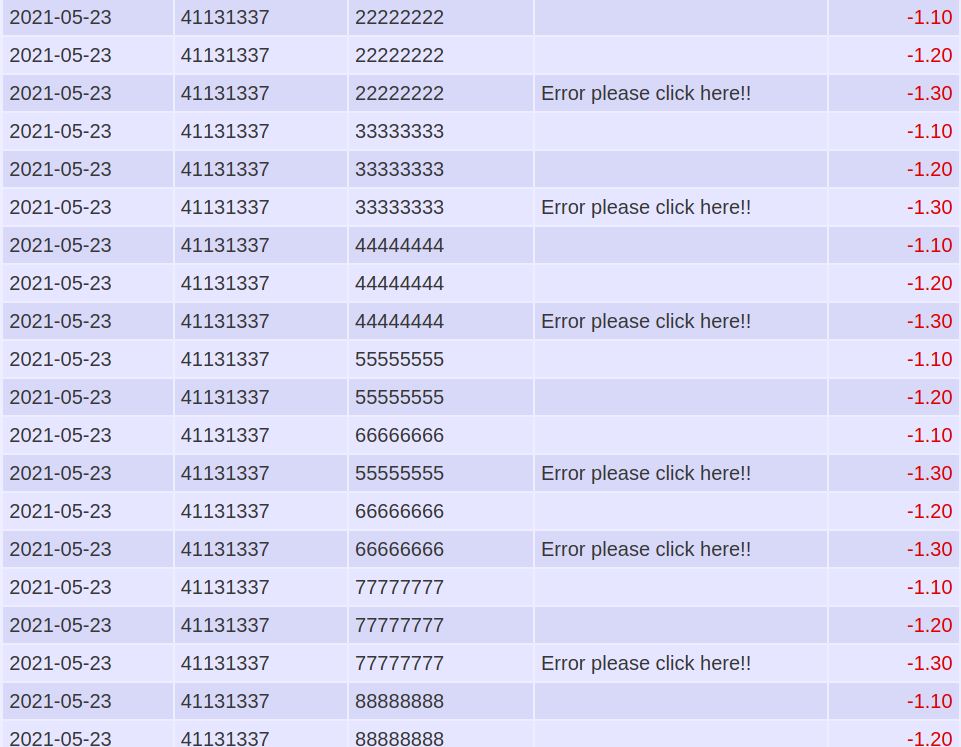 2021-05-23 41131337 22222222 -1.10
2021-05-23 41131337 22222222 -1.20
2021-05-23 41131337 22222222 Error please click here!! -1.30
2021-05-23 41131337 33333333 -1.10
2021-05-23 41131337 33333333 -1.20
2021-05-23 41131337 33333333 Error please click here!! -1.30
2021-05-23 41131337 44444444 -1.10
2021-05-23 41131337 44444444 -1.20
2021-05-23 41131337 44444444 Error please click here!! -1.30
2021-05-23 41131337 55555555 -1.10
2021-05-23 41131337 55555555 -1.20
2021-05-23 41131337 66666666 -1.10
2021-05-23 41131337 55555555 Error please click here!! -1.30
2021-05-23 41131337 66666666 -1.20
2021-05-23 41131337 66666666 Error please click here!! -1.30
2021-05-23 41131337 77777777 -1.10
2021-05-23 41131337 77777777 -1.20
2021-05-23 41131337 77777777 Error please click here!! -1.30
2021-05-23 41131337 88888888 -1.10
2021-05-23 41131337 88888888 -1.20